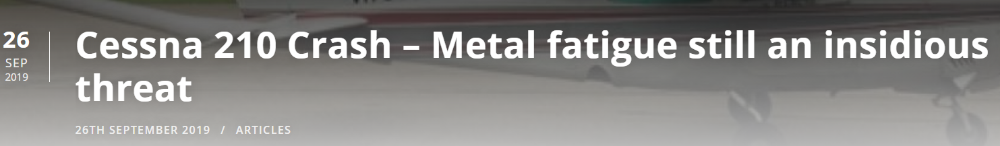 26
SEP
2019
Cessna 210 Crash – Metal fatigue still an insidious
threat
26TH SEPTEMBER 2019 / ARTICLES